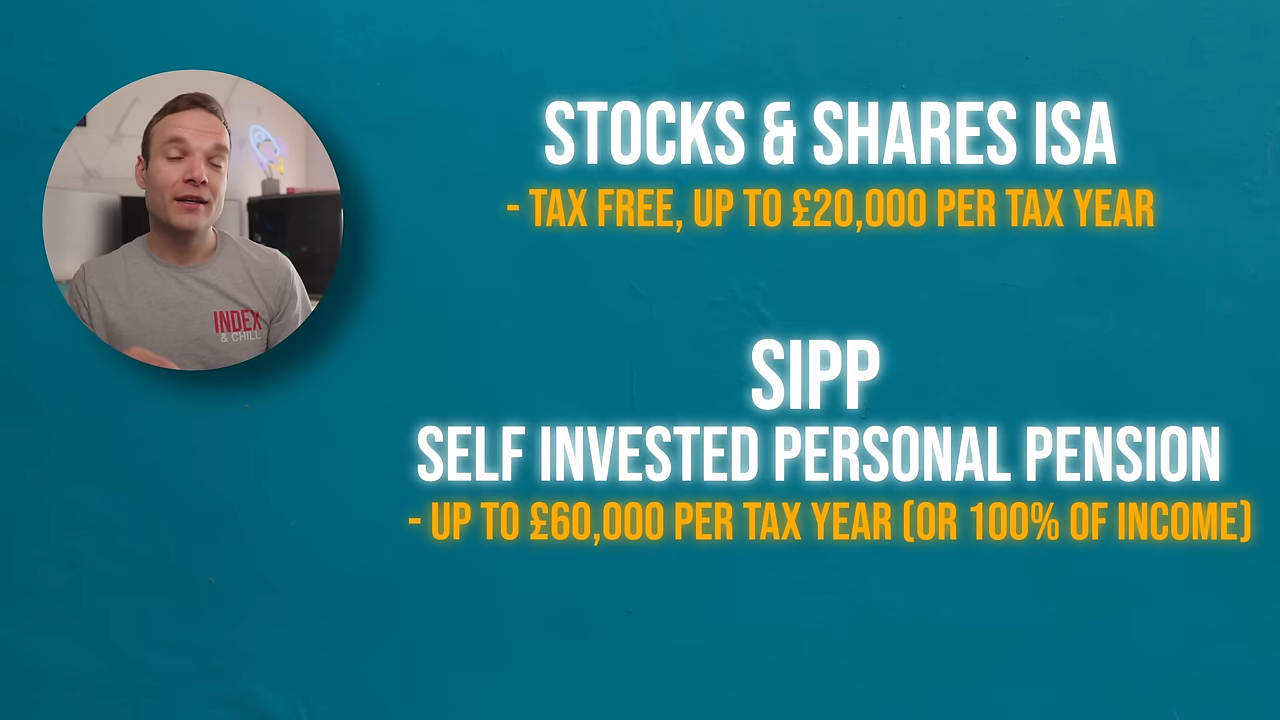 INDEX
& CHILL
STOCKS & SHARES ISA
- TAX FREE, UP TO £20,000 PER TAX YEAR
SIPP
SELF INVESTED PERSONAL PENSION
- UP TO £60,000 PER TAX YEAR (OR 100% OF INCOME)